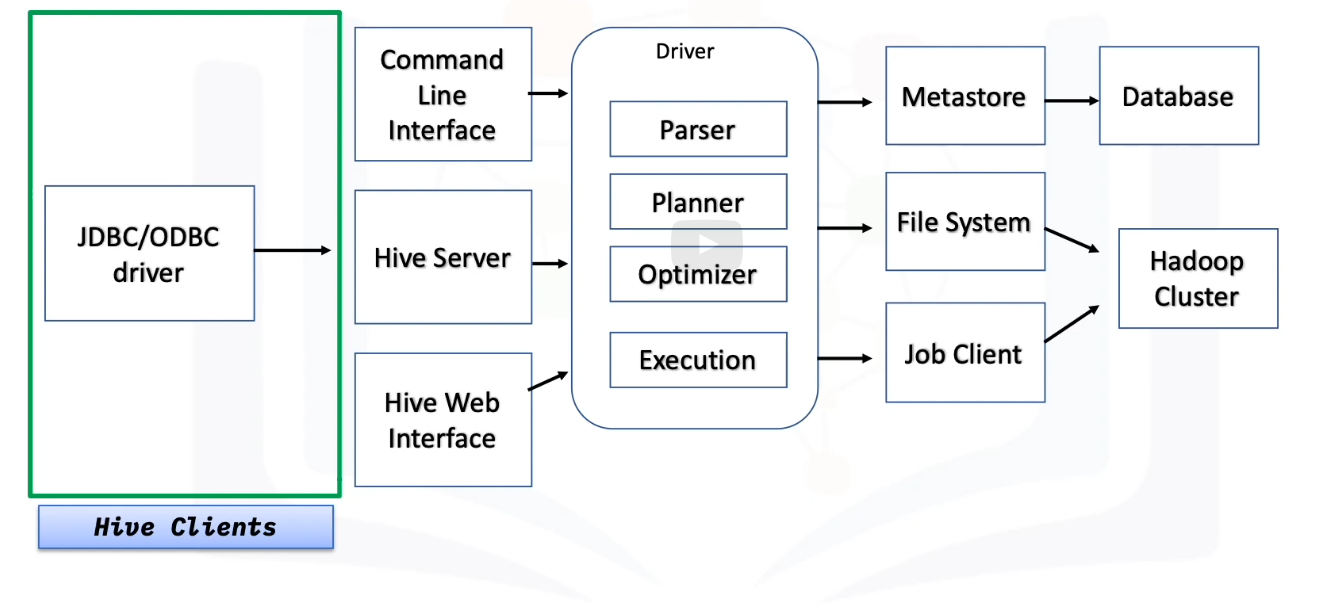 JDBC/ODBC
driver
Hive Clients
Command
Line
Interface
Hive Server
Hive Web
Interface
Driver
Parser
Planner
Optimizer
Execution
Metastore
Database
File System
Job Client
Hadoop
Cluster